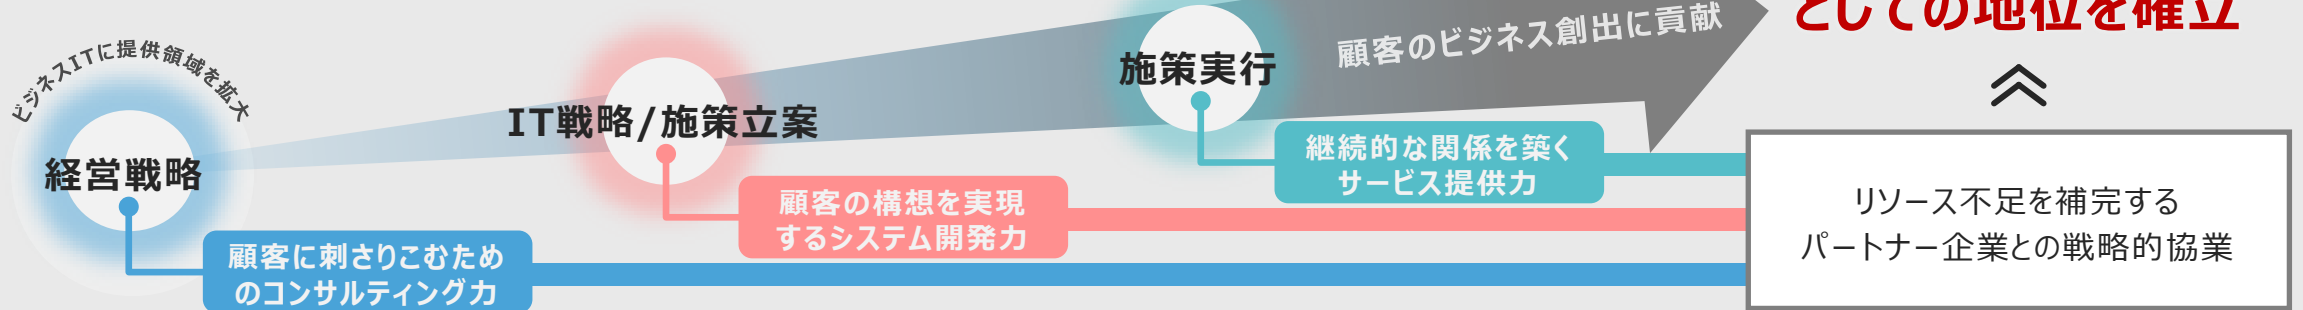 としての地位を確立
顧客のビジネス創出に貢献
ビジネスITに提供領域を拡大
施策実行
IT戦略/施策立案
経営戦略
継続的な関係を築く
サービス提供力
顧客の構想を実現
するシステム開発力
顧客に刺さりこむため
のコンサルティング力
リソース不足を補完する
パートナー企業との戦略的協業